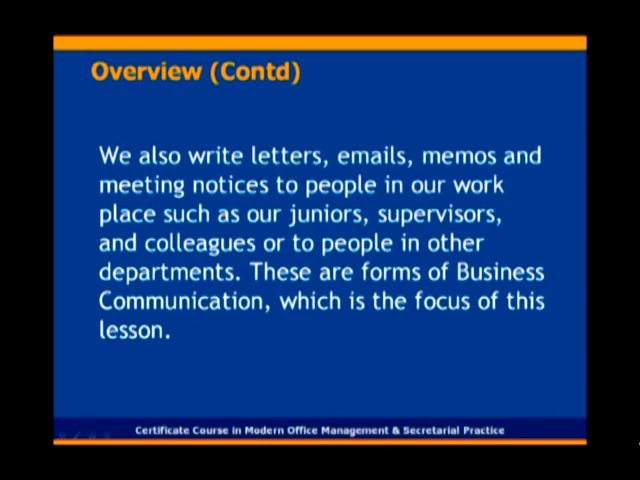 Overview (Contd)
We also write letters, emails, memos and
meeting notices to people in our work
place such as our juniors, supervisors,
and colleagues or to people in other
departments. These are forms of Business
Communication, which is the focus of this
lesson.
Certificate Course in Modern Office Management & Secretarial Practice